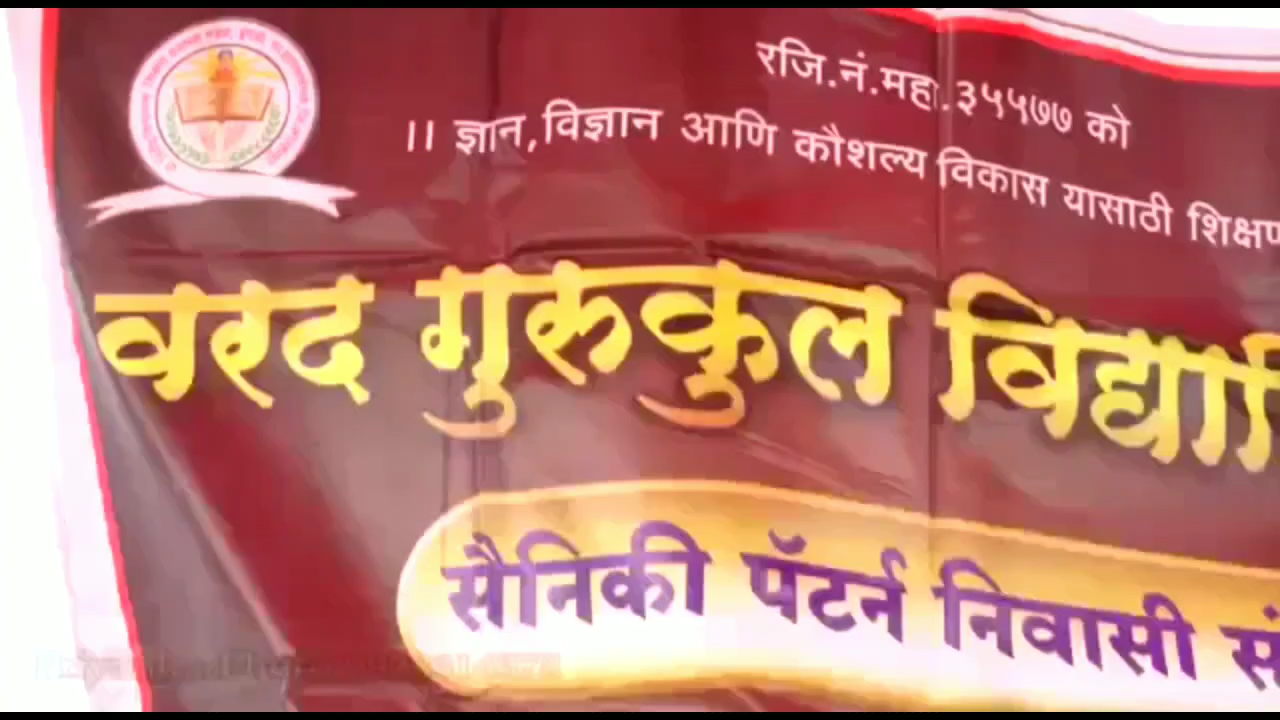 रजि.नं.महा.३५५७७ को
।। ज्ञान,विज्ञान आणि कौशल्य विकास यासाठी शिक्षण
वरद गुरुकुल
सैनिकी पॅटर्न निवासी